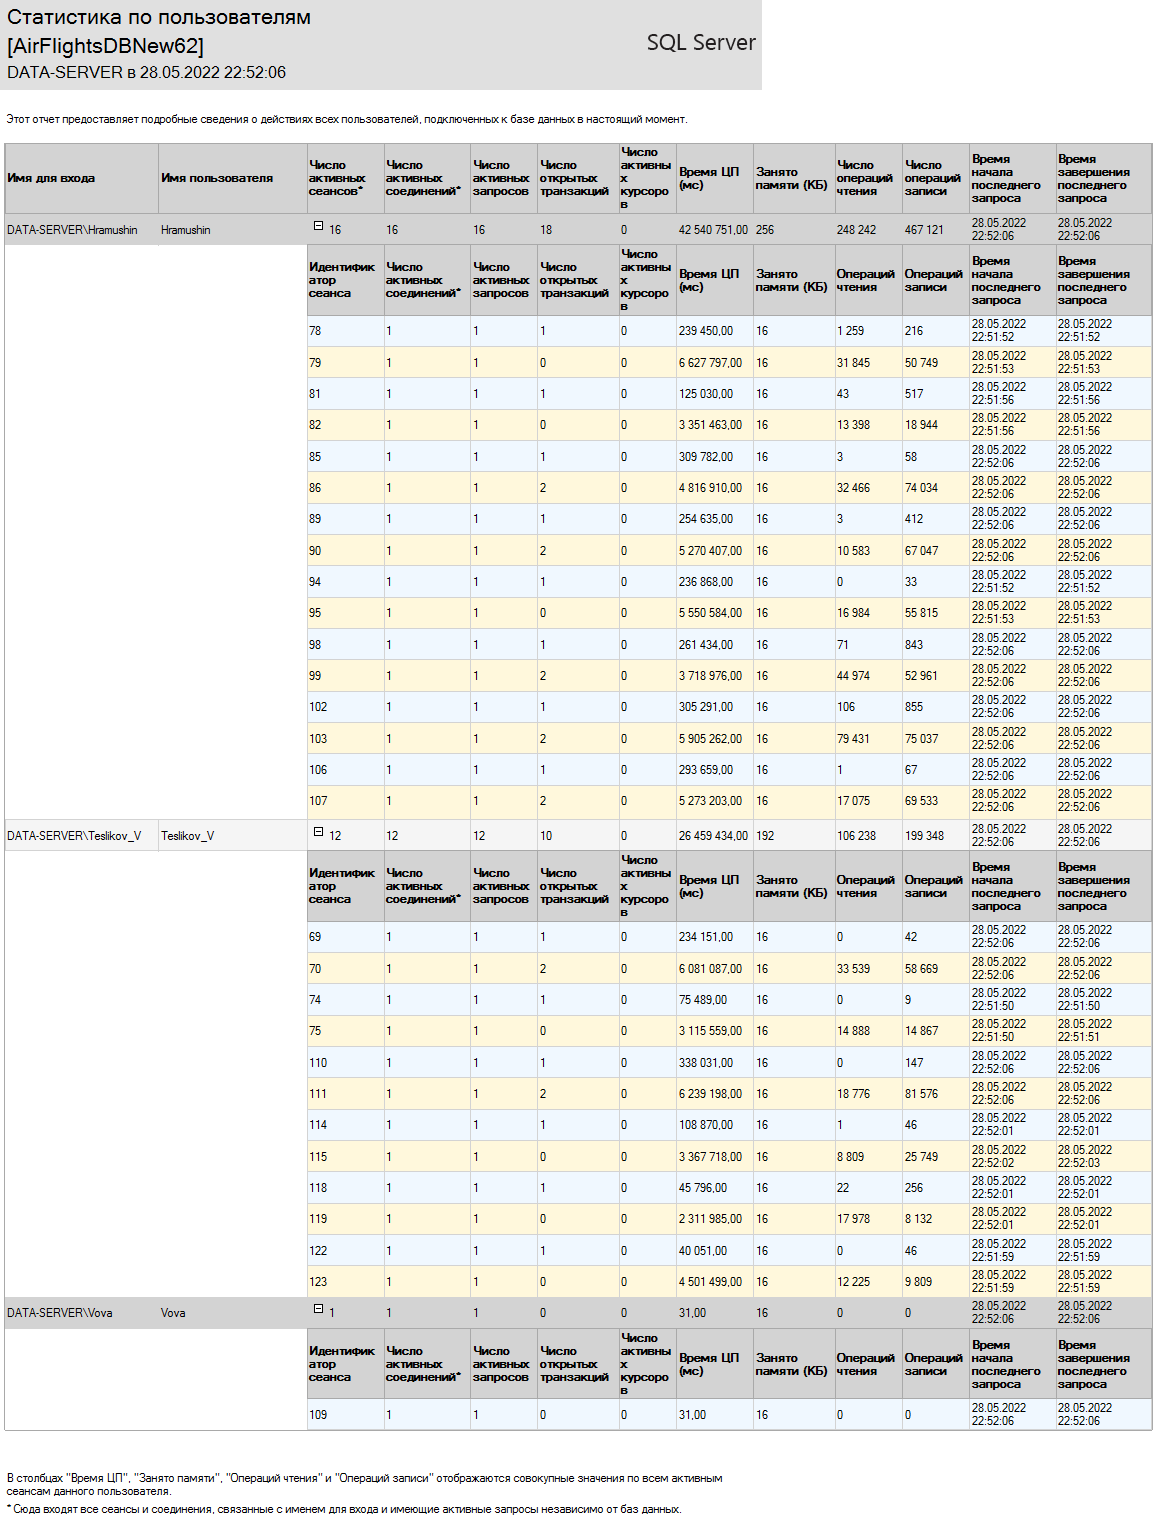 Статистика по пользователям
[AirFlightsDBNew62]
SQL Server
DATA-SERVER в 28.05.2022 22:52:06
Этот отчет предоставляет подробные сведения о действиях всех пользователей, подключенных к базе данных в настоящий момент.
Имя для входа Имя пользователя Число активных сеансов* Число активных соединений* Число активных запросов Число открытых транзакций Число активны х курсоро в Время ЦП (мс) Занято памяти (КБ) Число операций чтения Число операций записи Время начала последнего запроса Время завершения последнего запроса
DATA-SERVER\Hramushin Hramushin 16 16 16 18 0 42 540 751,00 256 248 242 467 121 28.05.2022 22:52:06 28.05.2022 22:52:06
Идентифик атор сеанса Число активных соединений* Число активных запросов Число открытых транзакций Число активны х курсоро в Время ЦП (мс) Занято памяти (КБ) Операций чтения Операций записи Время начала последнего запроса Время завершения последнего запроса
78 1 1 1 0 239 450,00 16 1 259 216 28.05.2022 22:51:52 28.05.2022 22:51:52
79 1 1 0 0 6 627 797,00 16 31 845 50 749 28.05.2022 22:51:53 28.05.2022 22:51:53
81 1 1 1 0 125 030,00 16 43 517 28.05.2022 22:51:56 28.05.2022 22:51:56
82 1 1 0 0 3 351 463,00 16 13 398 18 944 28.05.2022 22:51:56 28.05.2022 22:51:56
85 1 1 1 0 309 782,00 16 3 58 28.05.2022 22:52:06 28.05.2022 22:52:06
86 1 1 2 0 4 816 910,00 16 32 466 74 034 28.05.2022 22:52:06 28.05.2022 22:52:06
89 1 1 1 0 254 635,00 16 3 412 28.05.2022 22:52:06 28.05.2022 22:52:06
90 1 1 2 0 5 270 407,00 16 10 583 67 047 28.05.2022 22:52:06 28.05.2022 22:52:06
94 1 1 1 0 236 868,00 16 0 33 28.05.2022 22:51:52 28.05.2022 22:51:52
95 1 1 0 0 5 550 584,00 16 16 984 55 815 28.05.2022 22:51:53 28.05.2022 22:51:53
98 1 1 1 0 261 434,00 16 71 843 28.05.2022 22:52:06 28.05.2022 22:52:06
99 1 1 2 0 3 718 976,00 16 44 974 52 961 28.05.2022 22:52:06 28.05.2022 22:52:06
102 1 1 1 0 305 291,00 16 106 855 28.05.2022 22:52:06 28.05.2022 22:52:06
103 1 1 2 0 5 905 262,00 16 79 431 75 037 28.05.2022 22:52:06 28.05.2022 22:52:06
106 1 1 1 0 293 659,00 16 1 67 28.05.2022 22:52:06 28.05.2022 22:52:06
107 1 1 2 0 5 273 203,00 16 17 075 69 533 28.05.2022 22:52:06 28.05.2022 22:52:06
DATA-SERVER\Teslikov_V Teslikov_V 12 12 12 10 0 26 459 434,00 192 106 238 199 348 28.05.2022 22:52:06 28.05.2022 22:52:06
Идентифик атор сеанса Число активных соединений* Число активных запросов Число открытых транзакций Число активны х курсоро в Время ЦП (мс) Занято памяти (КБ) Операций чтения Операций записи Время начала последнего запроса Время завершения последнего запроса
69 1 1 1 0 234 151,00 16 0 42 28.05.2022 22:52:06 28.05.2022 22:52:06
70 1 1 2 0 6 081 087,00 16 33 539 58 669 28.05.2022 22:52:06 28.05.2022 22:52:06
74 1 1 1 0 75 489,00 16 0 9 28.05.2022 22:51:50 28.05.2022 22:51:50
75 1 1 0 0 3 115 559,00 16 14 888 14 867 28.05.2022 22:51:50 28.05.2022 22:51:51
110 1 1 1 0 338 031,00 16 0 147 28.05.2022 22:52:06 28.05.2022 22:52:06
111 1 1 2 0 6 239 198,00 16 18 776 81 576 28.05.2022 22:52:06 28.05.2022 22:52:06
114 1 1 1 0 108 870,00 16 1 46 28.05.2022 22:52:01 28.05.2022 22:52:01
115 1 1 0 0 3 367 718,00 16 8 809 25 749 28.05.2022 22:52:02 28.05.2022 22:52:03
118 1 1 1 0 45 796,00 16 22 256 28.05.2022 22:52:01 28.05.2022 22:52:01
119 1 1 0 0 2 311 985,00 16 17 978 8 132 28.05.2022 22:52:01 28.05.2022 22:52:01
122 1 1 1 0 40 051,00 16 0 46 28.05.2022 22:51:59 28.05.2022 22:51:59
123 1 1 0 0 4 501 499,00 16 12 225 9 809 28.05.2022 22:51:59 28.05.2022 22:51:59
DATA-SERVER\Vova Vova 1 1 1 0 0 31,00 16 0 0 28.05.2022 22:52:06 28.05.2022 22:52:06
Идентифик атор сеанса Число активных соединений* Число активных запросов Число открытых транзакций Число активны х курсоро в Время ЦП (мс) Занято памяти (КБ) Операций чтения Операций записи Время начала последнего запроса Время завершения последнего запроса
109 1 1 0 0 31,00 16 0 0 28.05.2022 22:52:06 28.05.2022 22:52:06
В столбцах "Время ЦП", "Занято памяти", "Операций чтения" и "Операций записи" отображаются совокупные значения по всем активным
сеансам данного пользователя.
* Сюда входят все сеансы и соединения, связанные с именем для входа и имеющие активные запросы независимо от баз данных.